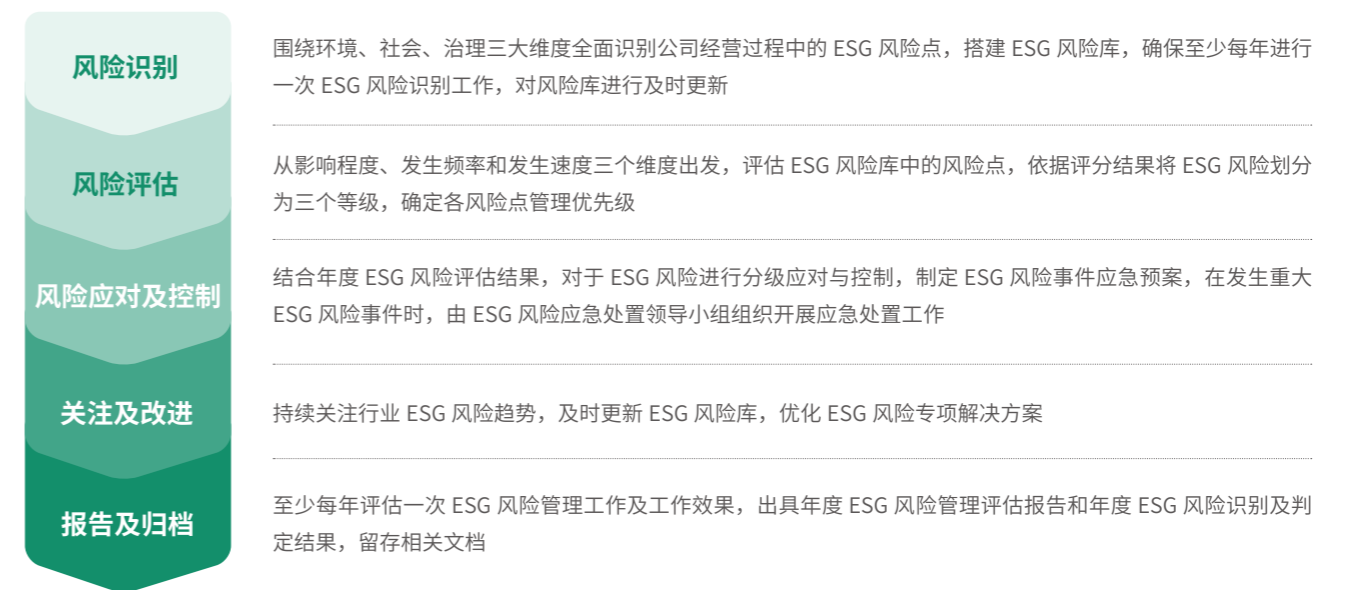 风险识别
围绕环境、社会、治理三大维度全面识别公司经营过程中的 ESG 风险点，搭建 ESG 风险库，确保至少每年进行
一次 ESG 风险识别工作，对风险库进行及时更新
风险评估
从影响程度、发生频率和发生速度三个维度出发，评估 ESG 风险库中的风险点，依据评分结果将 ESG 风险划分
为三个等级，确定各风险点管理优先级
风险应对及控制
结合年度 ESG 风险评估结果，对于 ESG 风险进行分级应对与控制，制定 ESG 风险事件应急预案，在发生重大
ESG 风险事件时，由 ESG 风险应急处置领导小组组织开展应急处置工作
关注及改进
持续关注行业 ESG 风险趋势，及时更新 ESG 风险库，优化 ESG 风险专项解决方案
报告及归档
至少每年评估一次 ESG 风险管理工作及工作效果，出具年度 ESG 风险管理评估报告和年度 ESG 风险识别及判
定结果，留存相关文档